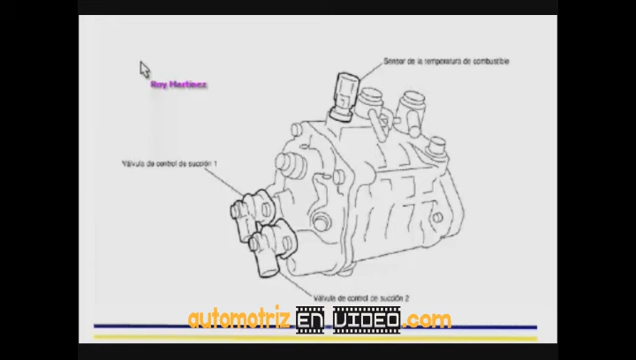 Sensor de la temperatura de combustible
Roy Martinez
Válvula de control de succión 1
Válvula de control de succión 2
automotriz EN VIDEO.com